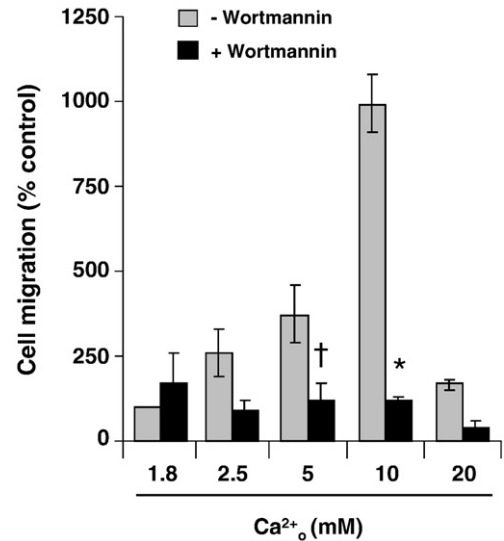 - Wortmannin
+ Wortmannin
Cell migration (% control)
1250
1000
750
500
250
0
†
*
1.8 2.5 5 10 20
Ca²⁺ₒ (mM)